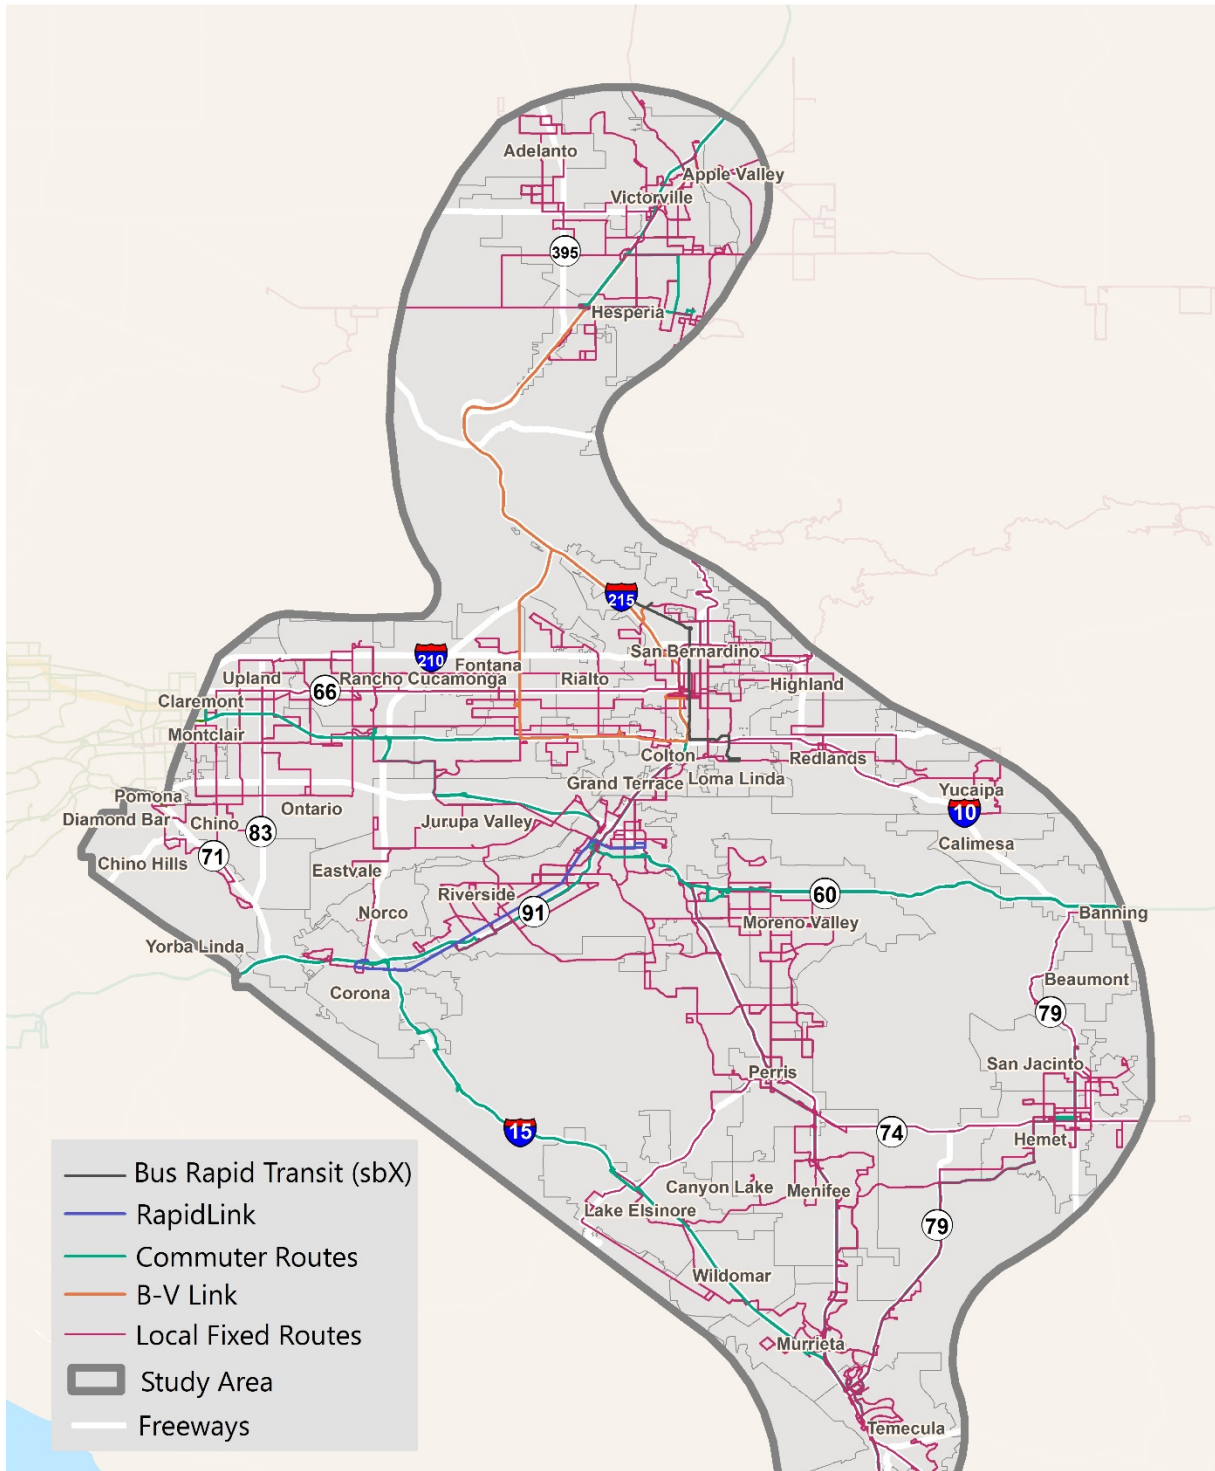 Adelanto
Apple Valley
Victorville
395
Hesperia
215
San Bernardino
210
Fontana
Upland
Rancho Cucamonga
Rialto
Highland
66
Claremont
Montclair
Colton
Redlands
Grand Terrace
Loma Linda
Yucaipa
Pomona
Ontario
10
Diamond Bar
Chino
83
Jurupa Valley
Calimesa
71
Chino Hills
Eastvale
Riverside
60
Norco
91
Moreno Valley
Banning
Yorba Linda
Corona
Beaumont
79
San Jacinto
Perris
15
74
Hemet
Canyon Lake
Menifee
Lake Elsinore
79
Wildomar
Murrieta
Temecula
Bus Rapid Transit (sbX)
RapidLink
Commuter Routes
B-V Link
Local Fixed Routes
Study Area
Freeways